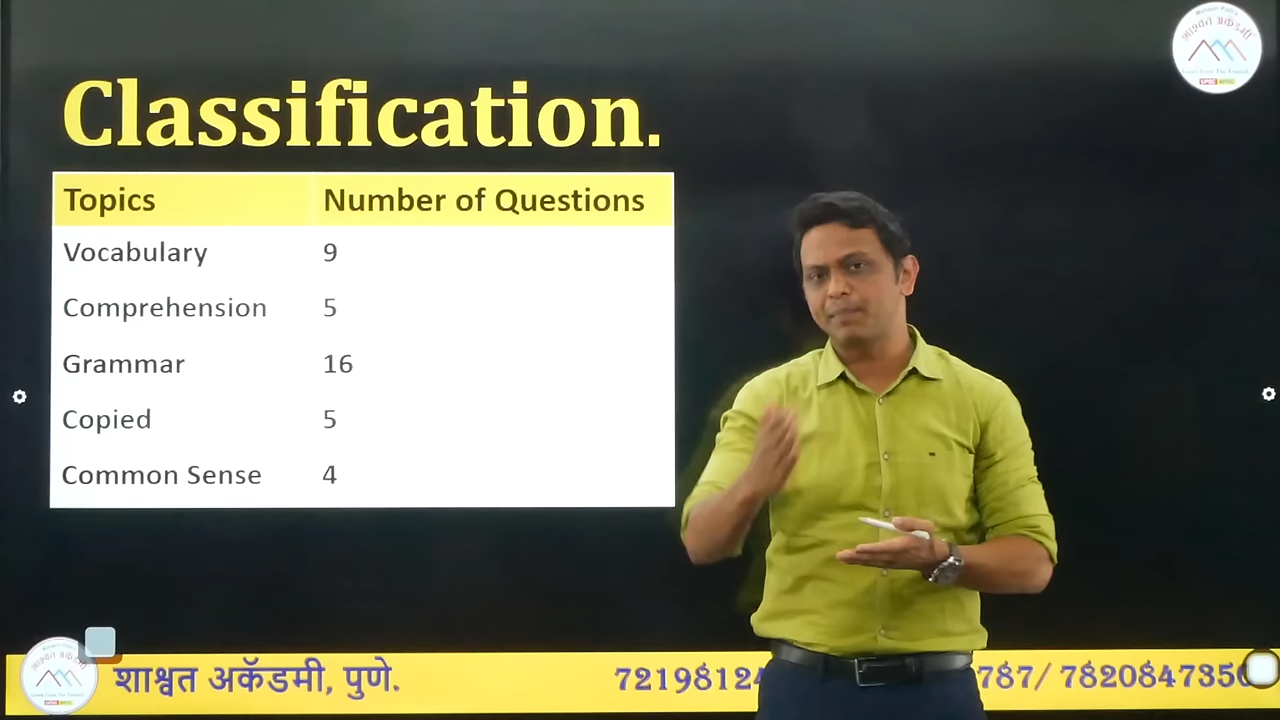 Classification.
Topics Number of Questions
Vocabulary 9
Comprehension 5
Grammar 16
Copied 5
Common Sense 4
शाश्वत अकॅडमी, पुणे.
UPSC